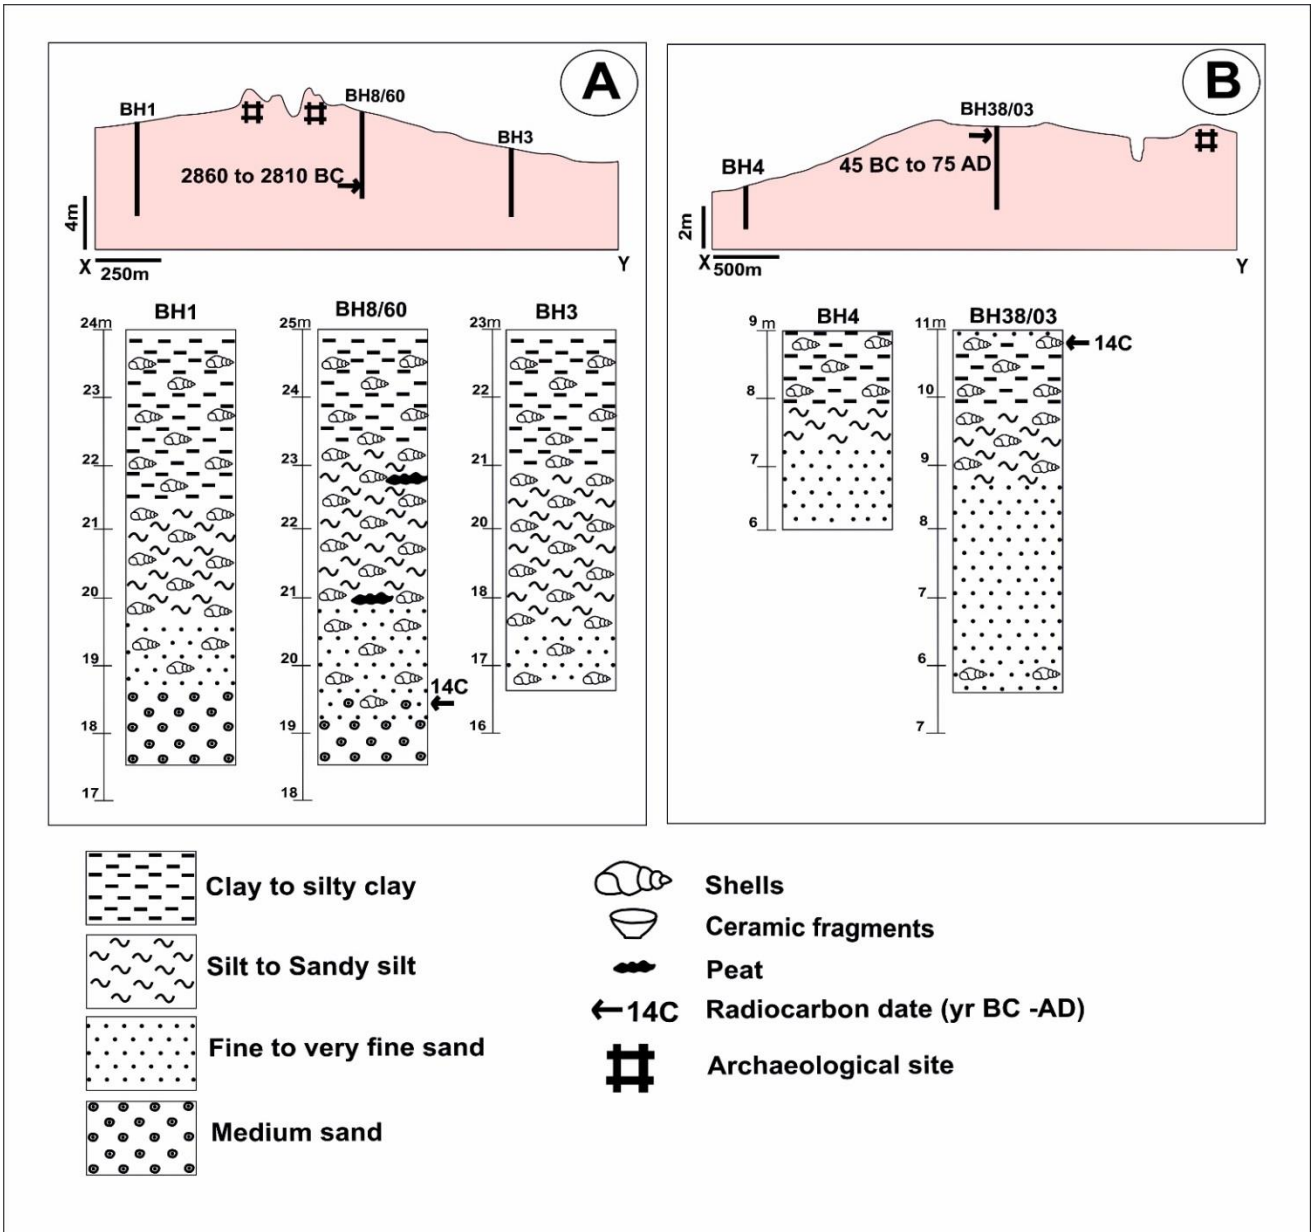 A
BH1
BH8/60
BH3
2860 to 2810 BC
4m
X
250m
Y
BH1
24m
23
22
21
20
19
18
17
BH8/60
25m
24
23
22
21
20
19
18
14C
BH3
23m
22
21
20
18
17
16
B
BH38/03
BH4
45 BC to 75 AD
2m
X
500m
Y
BH4
9 m
8
7
6
BH38/03
11m
10
9
8
7
6
7
14C
Clay to silty clay
Silt to Sandy silt
Fine to very fine sand
Medium sand
Shells
Ceramic fragments
Peat
14C Radiocarbon date (yr BC -AD)
Archaeological site